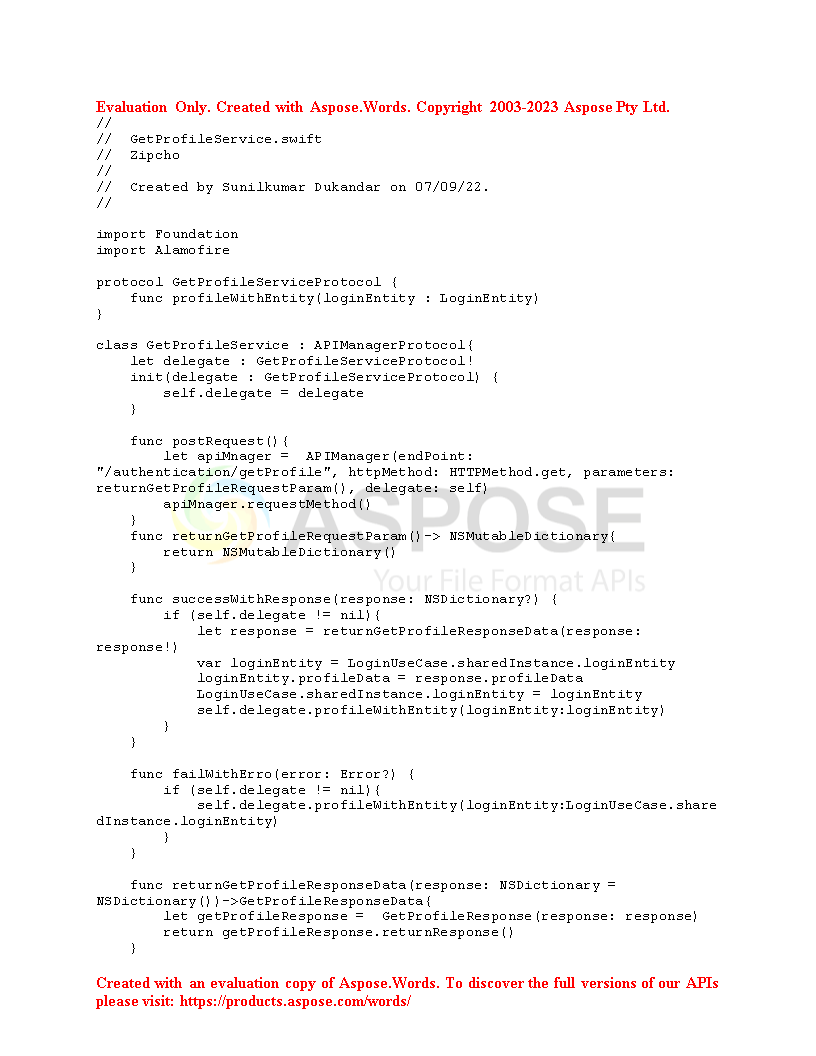 Evaluation Only. Created with Aspose.Words. Copyright 2003-2023 Aspose Pty Ltd.
//
//  GetProfileService.swift
//  Zipcho
//
//  Created by Sunilkumar Dukandar on 07/09/22.
//
import Foundation
import Alamofire
protocol GetProfileServiceProtocol {
    func profileWithEntity(loginEntity : LoginEntity)
}
class GetProfileService : APIManagerProtocol{
    let delegate : GetProfileServiceProtocol!
    init(delegate : GetProfileServiceProtocol) {
        self.delegate = delegate
    }
    func postRequest(){
        let apiMnager =  APIManager(endPoint:
"/authentication/getProfile", httpMethod: HTTPMethod.get, parameters:
returnGetProfileRequestParam(), delegate: self)
        apiMnager.requestMethod()
    }
    func returnGetProfileRequestParam()-> NSMutableDictionary{
        return NSMutableDictionary()
    }
ASPOSE
Your File Format APIs
    func successWithResponse(response: NSDictionary?) {
        if (self.delegate != nil){
            let response = returnGetProfileResponseData(response:
response!)
            var loginEntity = LoginUseCase.sharedInstance.loginEntity
            loginEntity.profileData = response.profileData
            LoginUseCase.sharedInstance.loginEntity = loginEntity
            self.delegate.profileWithEntity(loginEntity:loginEntity)
        }
    }
    func failWithErro(error: Error?) {
        if (self.delegate != nil){
            self.delegate.profileWithEntity(loginEntity:LoginUseCase.share
dInstance.loginEntity)
        }
    }
    func returnGetProfileResponseData(response: NSDictionary =
NSDictionary())->GetProfileResponseData{
        let getProfileResponse =  GetProfileResponse(response: response)
        return getProfileResponse.returnResponse()
    }
Created with an evaluation copy of Aspose.Words. To discover the full versions of our APIs
please visit: https://products.aspose.com/words/